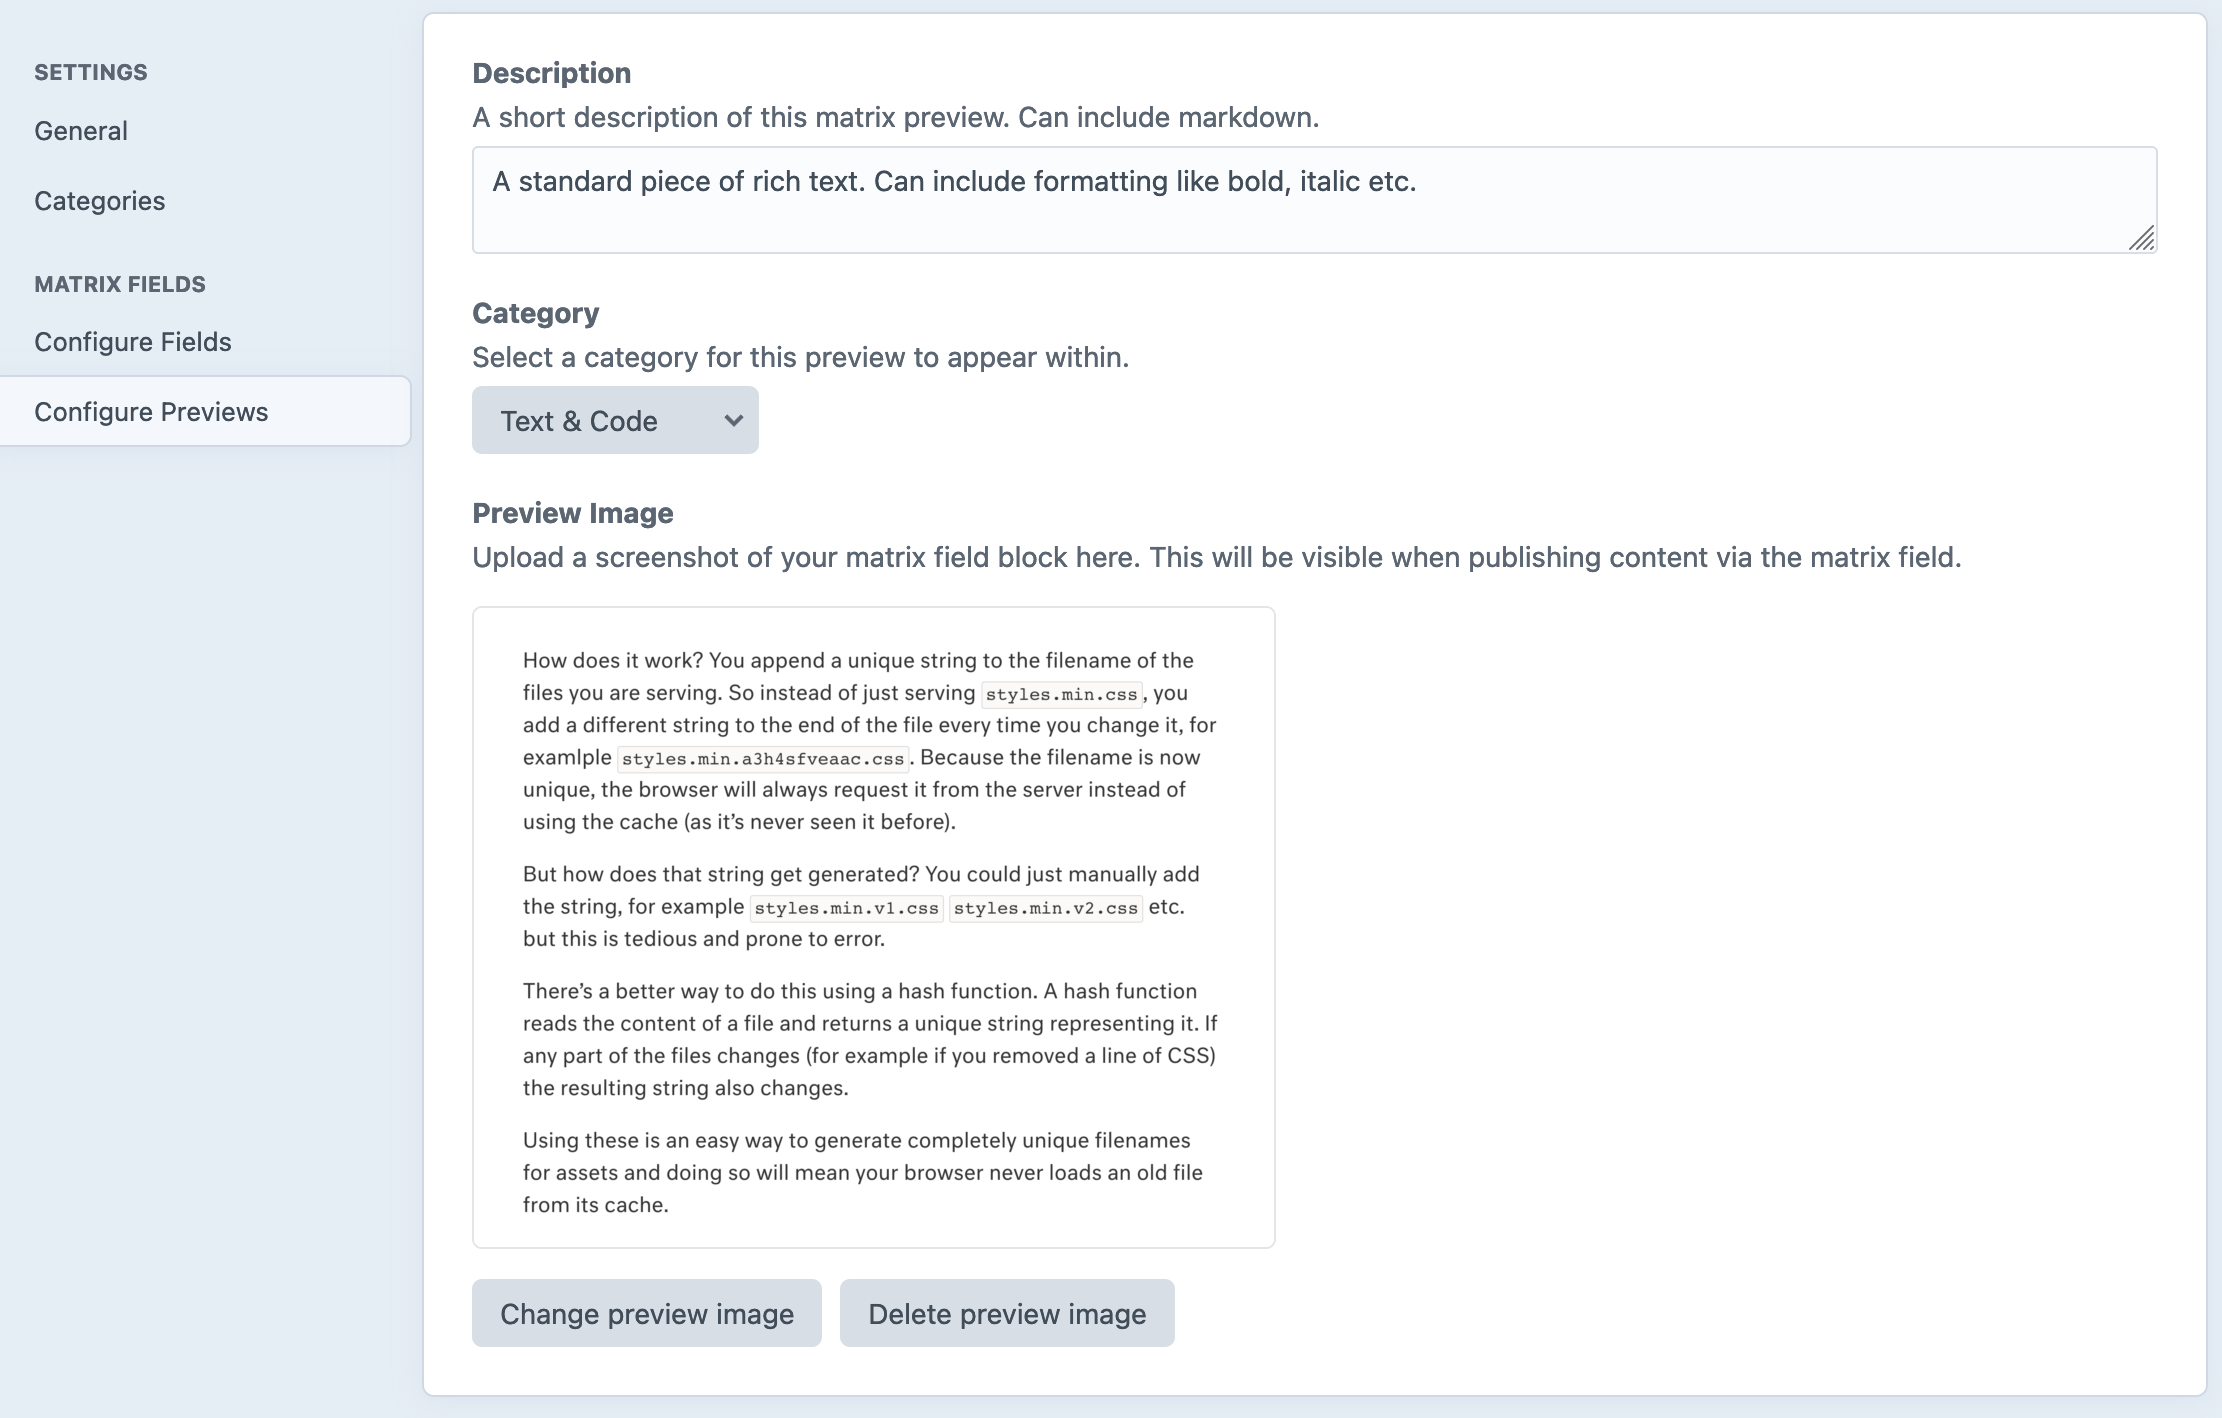 SETTINGS
General
Categories
MATRIX FIELDS
Configure Fields
Configure Previews
Description
A short description of this matrix preview. Can include markdown.
A standard piece of rich text. Can include formatting like bold, italic etc.
Category
Select a category for this preview to appear within.
Text & Code
Preview Image
Upload a screenshot of your matrix field block here. This will be visible when publishing content via the matrix field.
How does it work? You append a unique string to the filename of the
files you are serving. So instead of just serving styles.min.css, you
add a different string to the end of the file every time you change it, for
examlple styles.min.a3h4sfveaac.css. Because the filename is now
unique, the browser will always request it from the server instead of
using the cache (as it’s never seen it before).
But how does that string get generated? You could just manually add
the string, for example styles.min.v1.css styles.min.v2.css etc.
but this is tedious and prone to error.
There’s a better way to do this using a hash function. A hash function
reads the content of a file and returns a unique string representing it. If
any part of the files changes (for example if you removed a line of CSS)
the resulting string also changes.
Using these is an easy way to generate completely unique filenames
for assets and doing so will mean your browser never loads an old file
from its cache.
Change preview image
Delete preview image